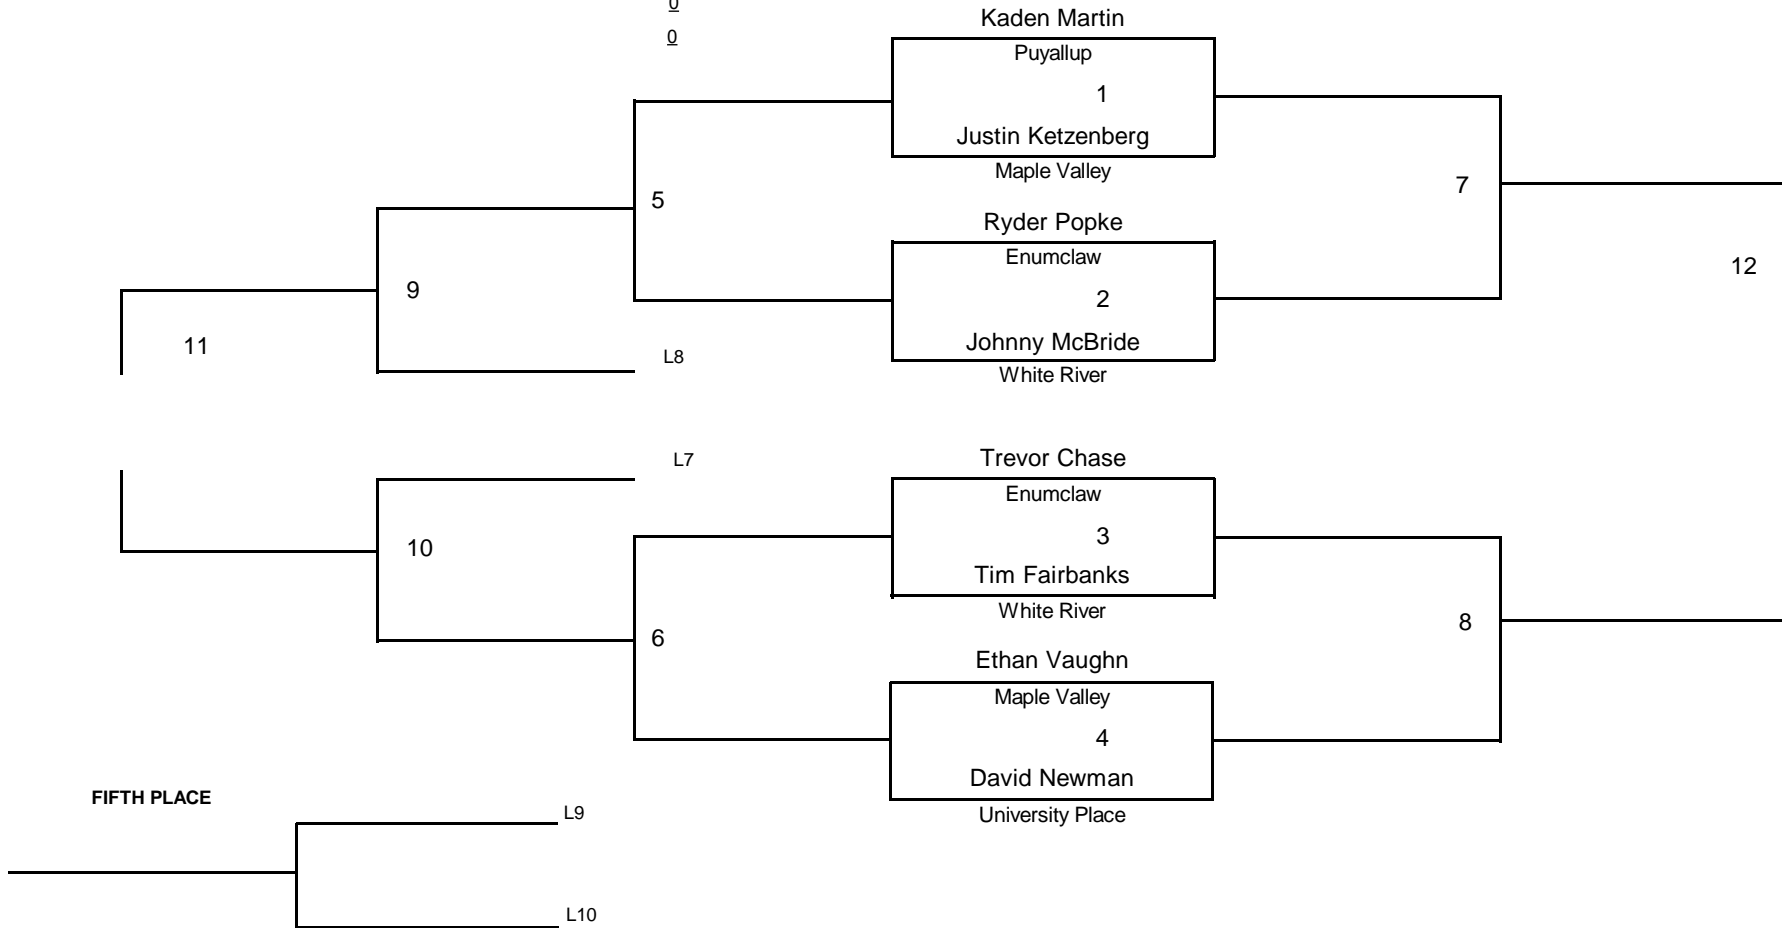 0
0
Kaden Martin
Puyallup
1
Justin Ketzenberg
Maple Valley
5
7
Ryder Popke
Enumclaw
12
9
2
11
Johnny McBride
L8
White River
L7
Trevor Chase
Enumclaw
3
10
Tim Fairbanks
White River
8
6
Ethan Vaughn
Maple Valley
4
David Newman
FIFTH PLACE
L9
University Place
L10